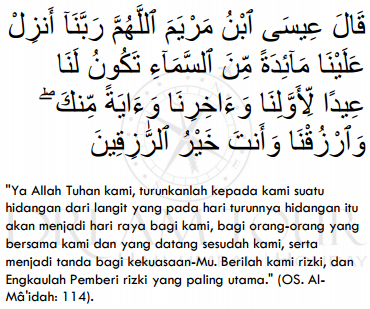 قَالَ عِيسَى ٱبْنُ مَرْيَمَ ٱللَّهُمَّ رَبَّنَآ أَنزِلْ
عَلَيْنَا مَآئِدَةً مِّنَ ٱلسَّمَآءِ تَكُونُ لَنَا
عِيدًا لِّأَوَّلِنَا وَءَاخِرِنَا وَءَايَةً مِّنكَ ۖ
وَٱرْزُقْنَا وَأَنتَ خَيْرُ ٱلرَّٰزِقِينَ
"Ya Allah Tuhan kami, turunkanlah kepada kami suatu
hidangan dari langit yang pada hari turunnya hidangan itu
akan menjadi hari raya bagi kami, bagi orang-orang yang
bersama kami dan yang datang sesudah kami, serta
menjadi tanda bagi kekuasaan-Mu. Berilah kami rizki, dan
Engkaulah Pemberi rizki yang paling utama." (QS. Al-
Mâ'idah: 114).